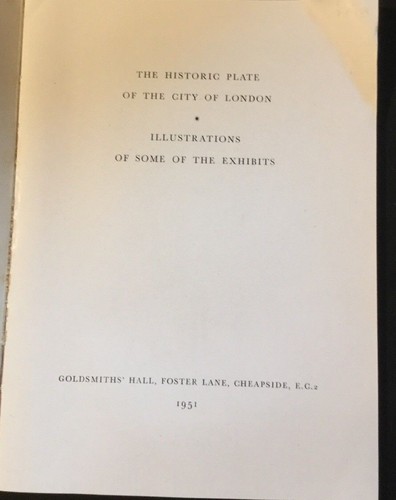 THE HISTORIC PLATE
OF THE CITY OF LONDON
*
ILLUSTRATIONS
OF SOME OF THE EXHIBITS
GOLDSMITHS' HALL, FOSTER LANE, CHEAPSIDE, E.C.2
1951